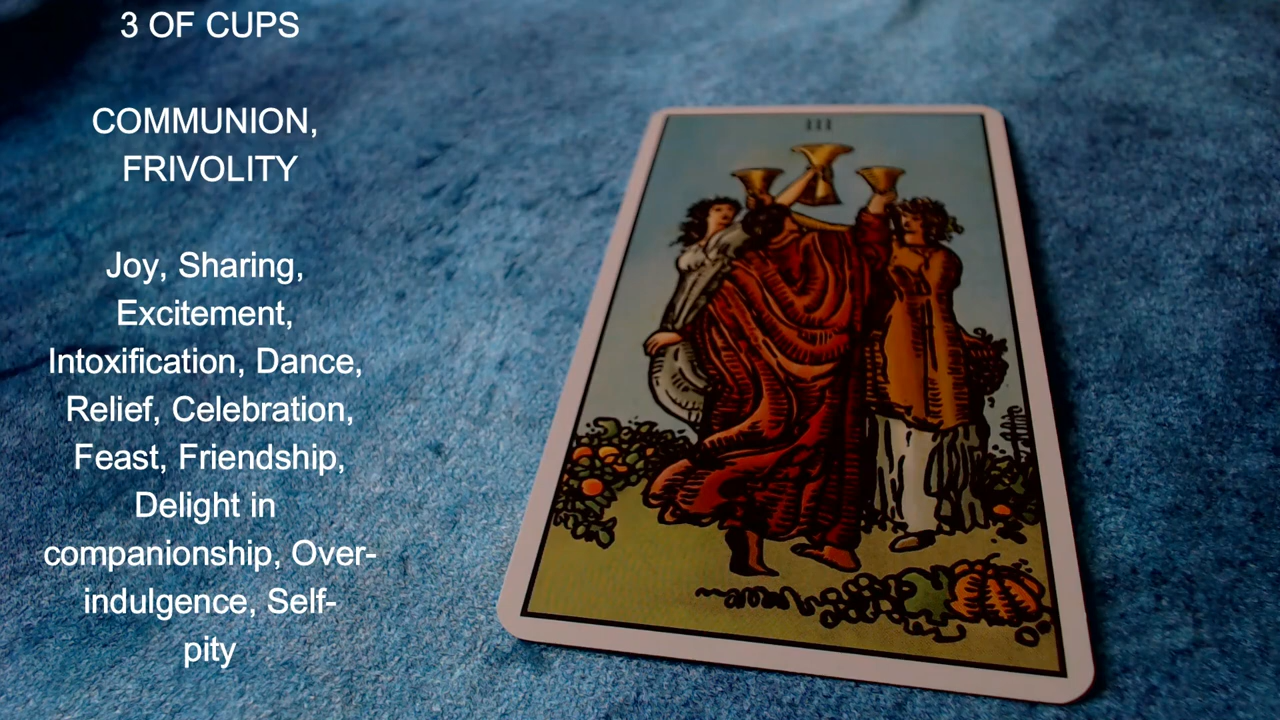 3 OF CUPS
COMMUNION,
FRIVOLITY
Joy, Sharing,
Excitement,
Intoxification, Dance,
Relief, Celebration,
Feast, Friendship,
Delight in
companionship, Over-
indulgence, Self-
pity
III